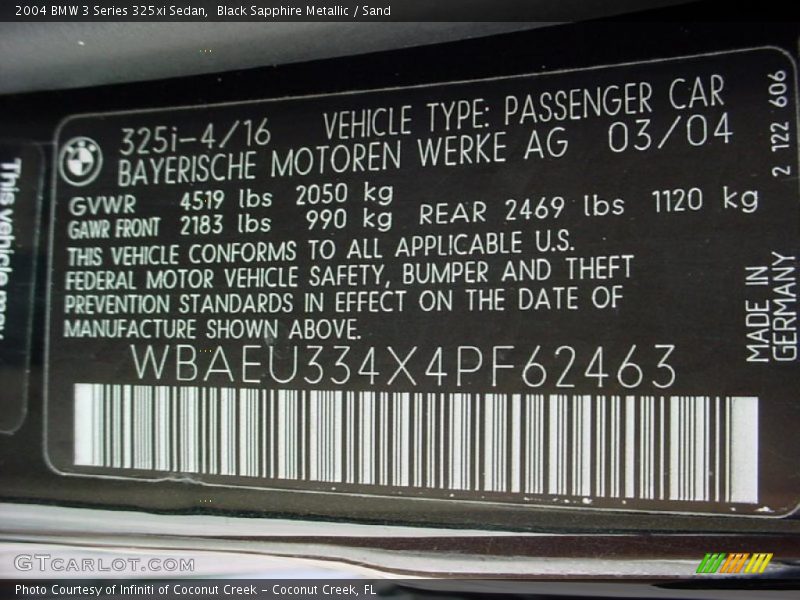 2004 BMW 3 Series 325xi Sedan,  Black Sapphire Metallic / Sand
325i-4/16 VEHICLE TYPE: PASSENGER CAR
BAYERISCHE MOTOREN WERKE AG 03/04
GVWR 4519 lbs 2050 kg
GAWR FRONT 2183 lbs 990 kg REAR 2469 lbs 1120 kg
THIS VEHICLE CONFORMS TO ALL APPLICABLE U.S.
FEDERAL MOTOR VEHICLE SAFETY, BUMPER AND THEFT
PREVENTION STANDARDS IN EFFECT ON THE DATE OF
MANUFACTURE SHOWN ABOVE.
WBAEU334X4PF62463
2 122 606
MADE IN
GERMANY
This vehicle may
GTCARLOT.COM
Photo Courtesy of Infiniti of Coconut Creek – Coconut Creek, FL